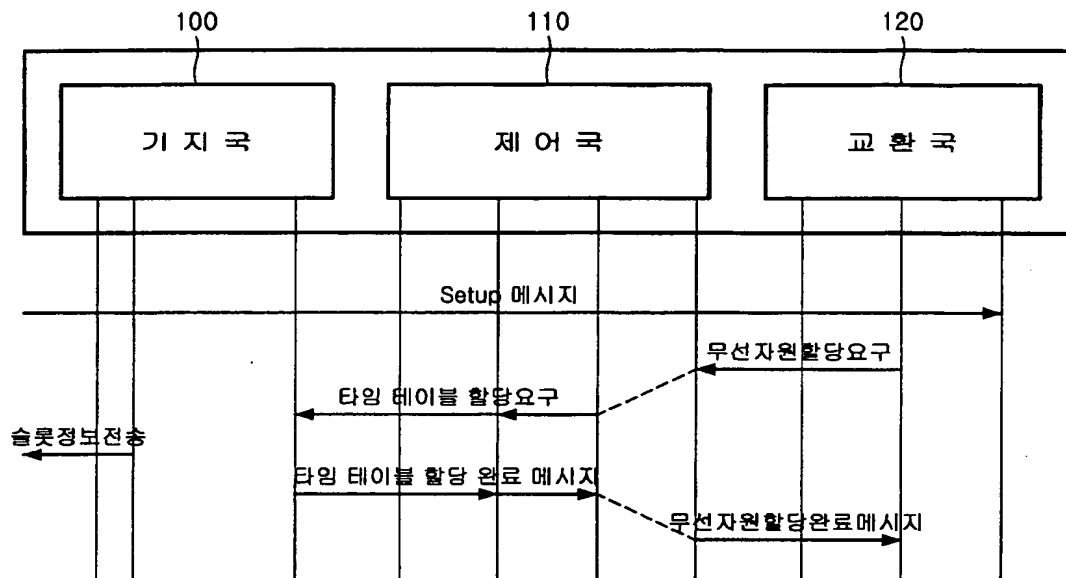 100 110 120
기 지 국 제 어 국 교 환 국
Setup 메시지
무선자원할당요구
타임 테이블 할당요구
슬롯정보전송
타임 테이블 할당 완료 메시지
무선자원할당완료메시지